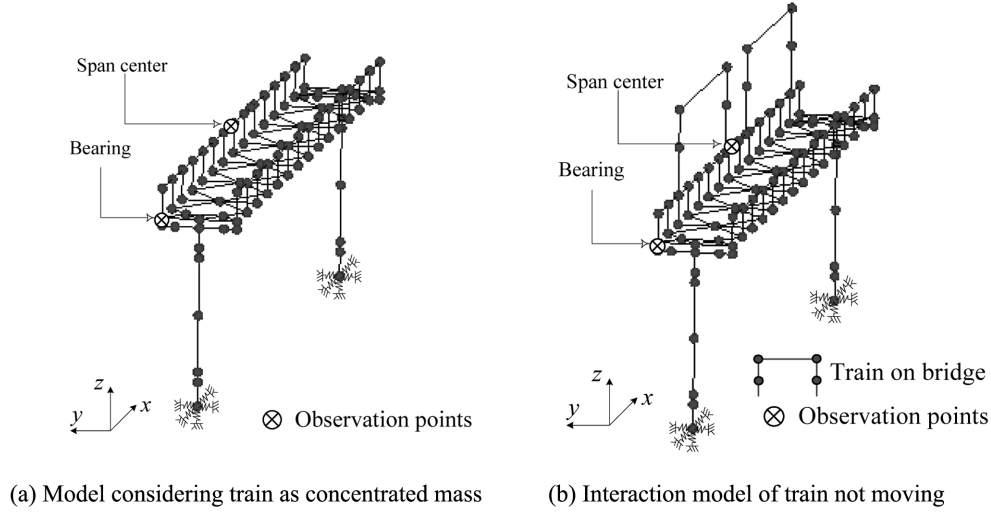 Span center
Bearing
z
y
x
Observation points
(a) Model considering train as concentrated mass
Span center
Bearing
z
y
x
Train on bridge
Observation points
(b) Interaction model of train not moving